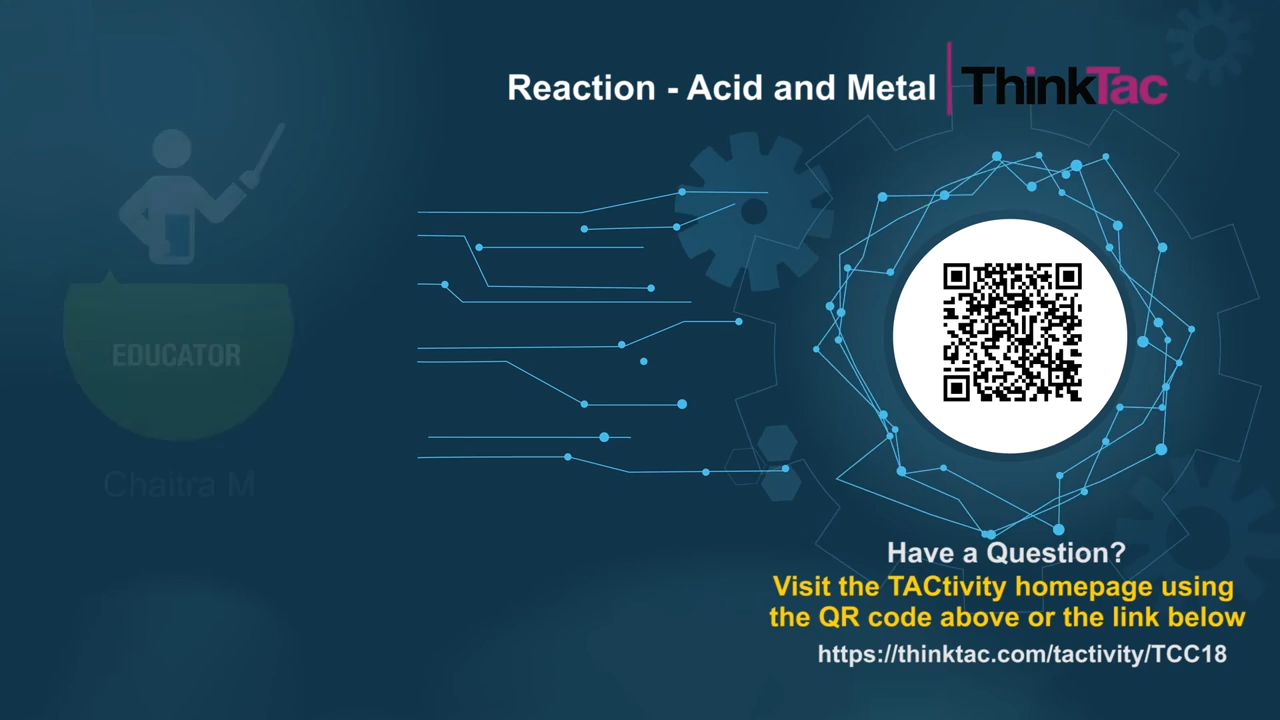 Reaction - Acid and Metal
ThinkTac
EDUCATOR
Chaitra M
Have a Question?
Visit the TACtivity homepage using
the QR code above or the link below
https://thinktac.com/tactivity/TCC18